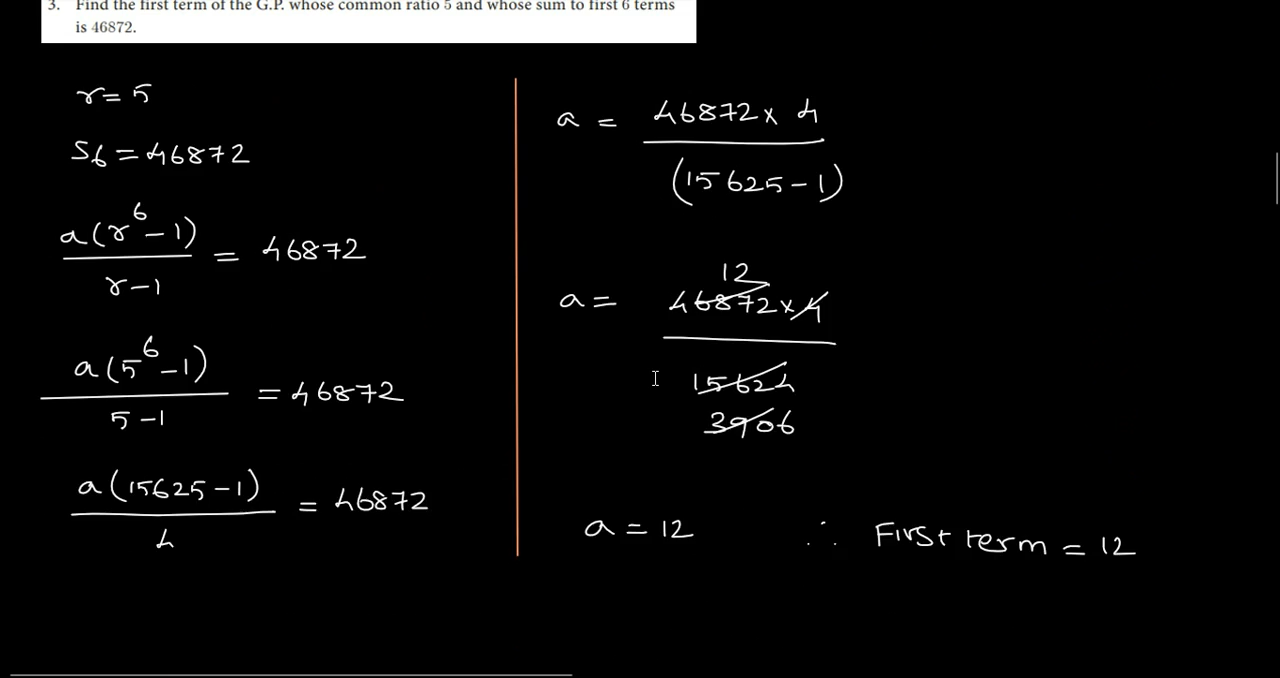 3. Find the first term of the G.P. whose common ratio 5 and whose sum to first 6 terms
is 46872.
r = 5
S6 = 46872
a(r^6 - 1) / r - 1 = 46872
a(5^6 - 1) / 5 - 1 = 46872
a(15625 - 1) / 4 = 46872
a = 46872 x 4 / (15625 - 1)
12
a = 46872 x 4 / 15624
3906
a = 12 ∴ First term = 12